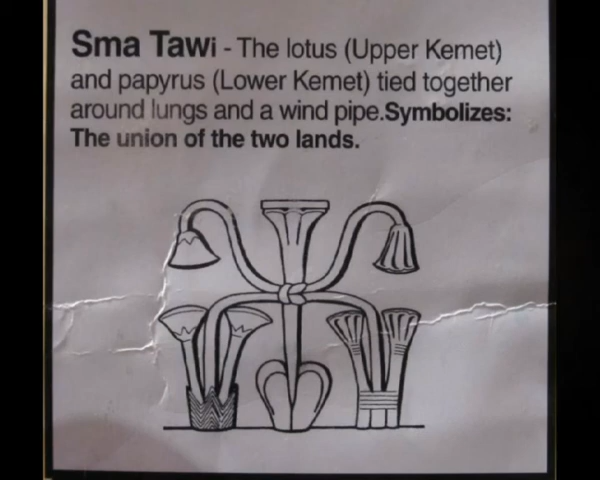 Sma Tawi - The lotus (Upper Kemet)
and papyrus (Lower Kemet) tied together
around lungs and a wind pipe.Symbolizes:
The union of the two lands.